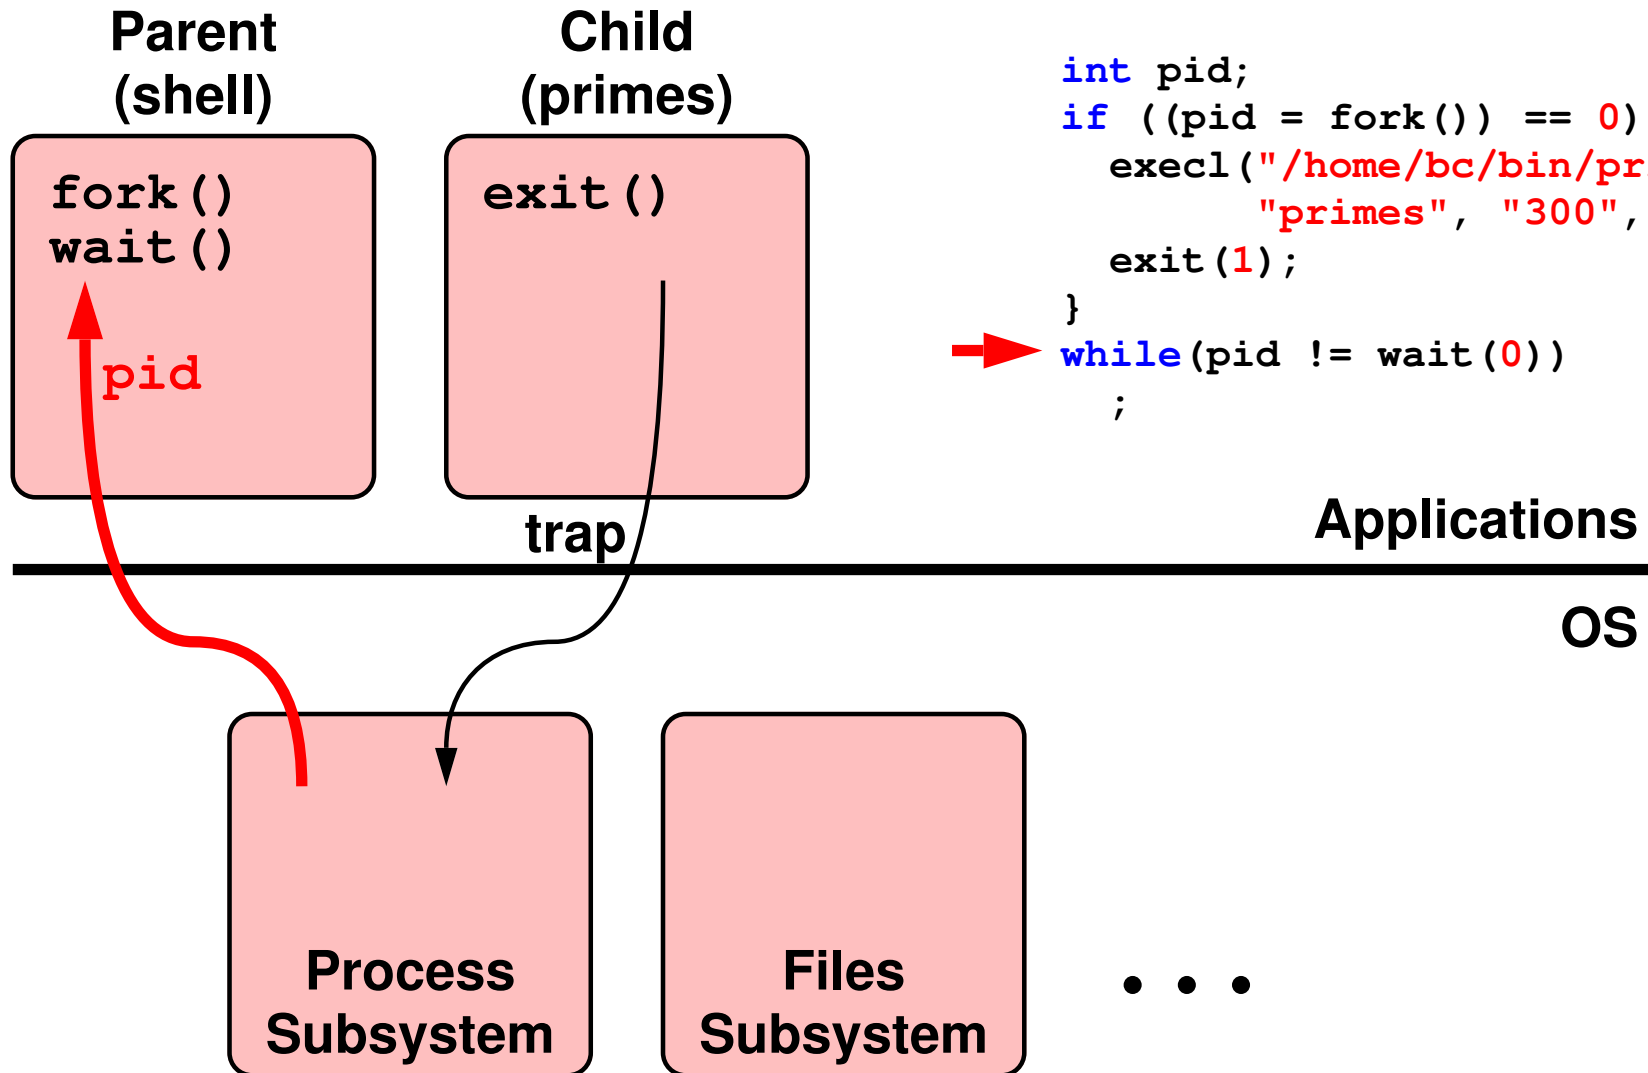 Parent
(shell)
Child
(primes)
fork()
wait()
pid
exit()
int pid;
if ((pid = fork()) == 0)
  execl("/home/bc/bin/pr
        "primes", "300",
  exit(1);
}
while(pid != wait(0))
  ;
trap
Applications
OS
Process
Subsystem
Files
Subsystem
. . .